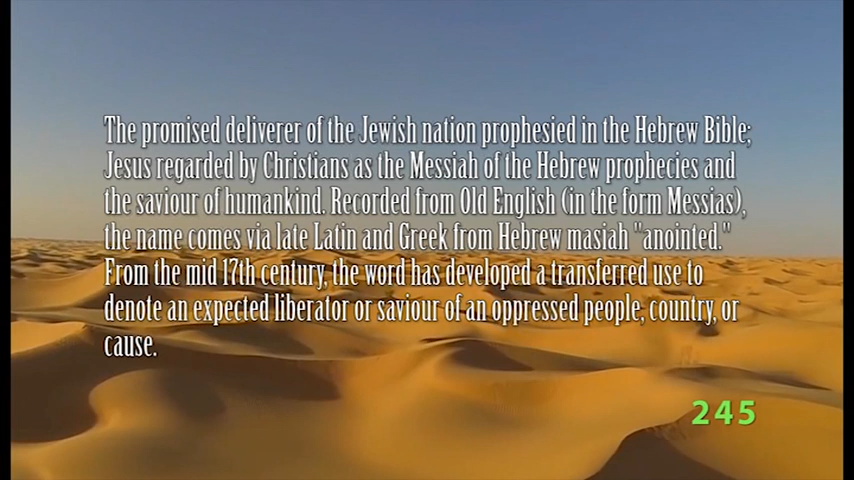 The promised deliverer of the Jewish nation prophesied in the Hebrew Bible;
Jesus regarded by Christians as the Messiah of the Hebrew prophecies and
the saviour of humankind. Recorded from Old English (in the form Messias),
the name comes via late Latin and Greek from Hebrew masiah "anointed."
From the mid 17th century, the word has developed a transferred use to
denote an expected liberator or saviour of an oppressed people, country, or
cause.
245